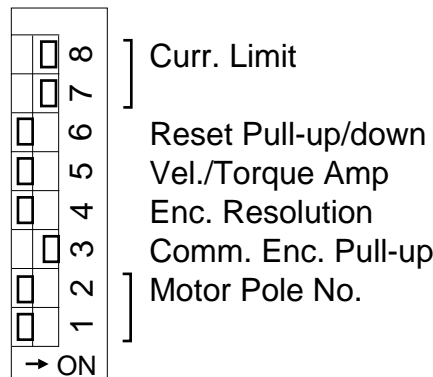 8 Curr. Limit
7
6 Reset Pull-up/down
5 Vel./Torque Amp
4 Enc. Resolution
3 Comm. Enc. Pull-up
2 Motor Pole No.
1
→ ON